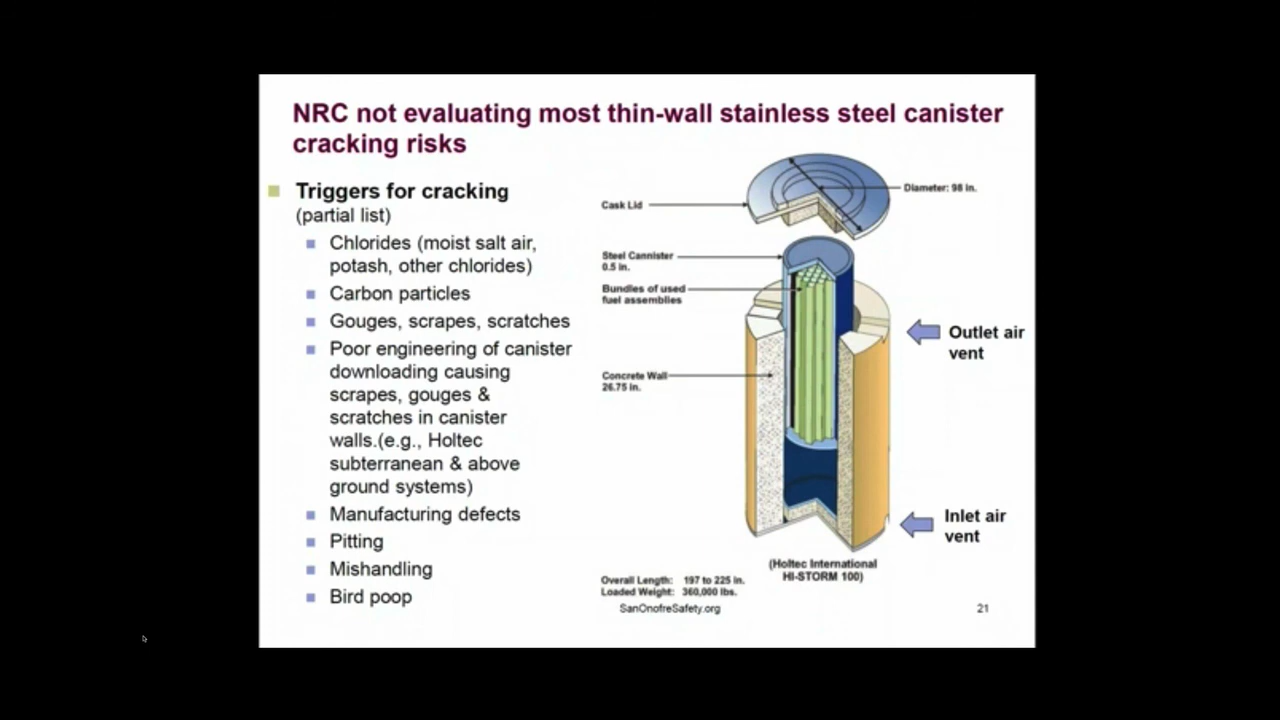 NRC not evaluating most thin-wall stainless steel canister
cracking risks
Triggers for cracking
(partial list)
Chlorides (moist salt air,
potash, other chlorides)
Carbon particles
Gouges, scrapes, scratches
Poor engineering of canister
downloading causing
scrapes, gouges &
scratches in canister
walls.(e.g., Holtec
subterranean & above
ground systems)
Manufacturing defects
Pitting
Mishandling
Bird poop
Diameter: 98 in.
Cask Lid
Steel Cannister
0.5 in.
Bundles of used
fuel assemblies
Outlet air
vent
Concrete Wall
26.75 in.
Inlet air
vent
(Holtec International
HI-STORM 100)
Overall Length: 197 to 225 in.
Loaded Weight: 360,000 lbs.
SanOnofreSafety.org
21